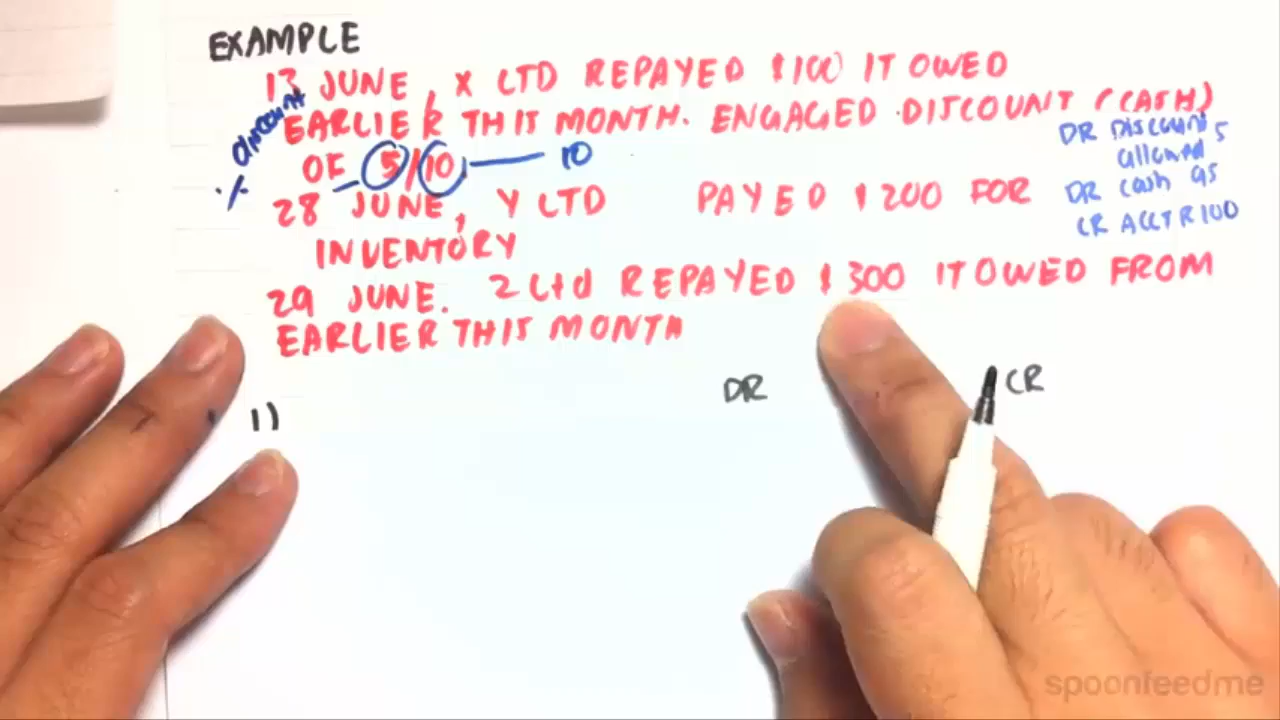 EXAMPLE
13 JUNE, X LTD REPAYED $100 IT OWED
EARLIER THIS MONTH. ENGAGED DISCOUNT (CASH)
OF 5/10 — 10
% discount
28 JUNE, Y LTD PAYED $200 FOR
INVENTORY
29 JUNE. Z Ltd REPAYED $300 IT OWED FROM
EARLIER THIS MONTH
DR Discount 5
allowed
DR cash 95
CR ACCT R 100
DR CR
1)
spoonfeedme